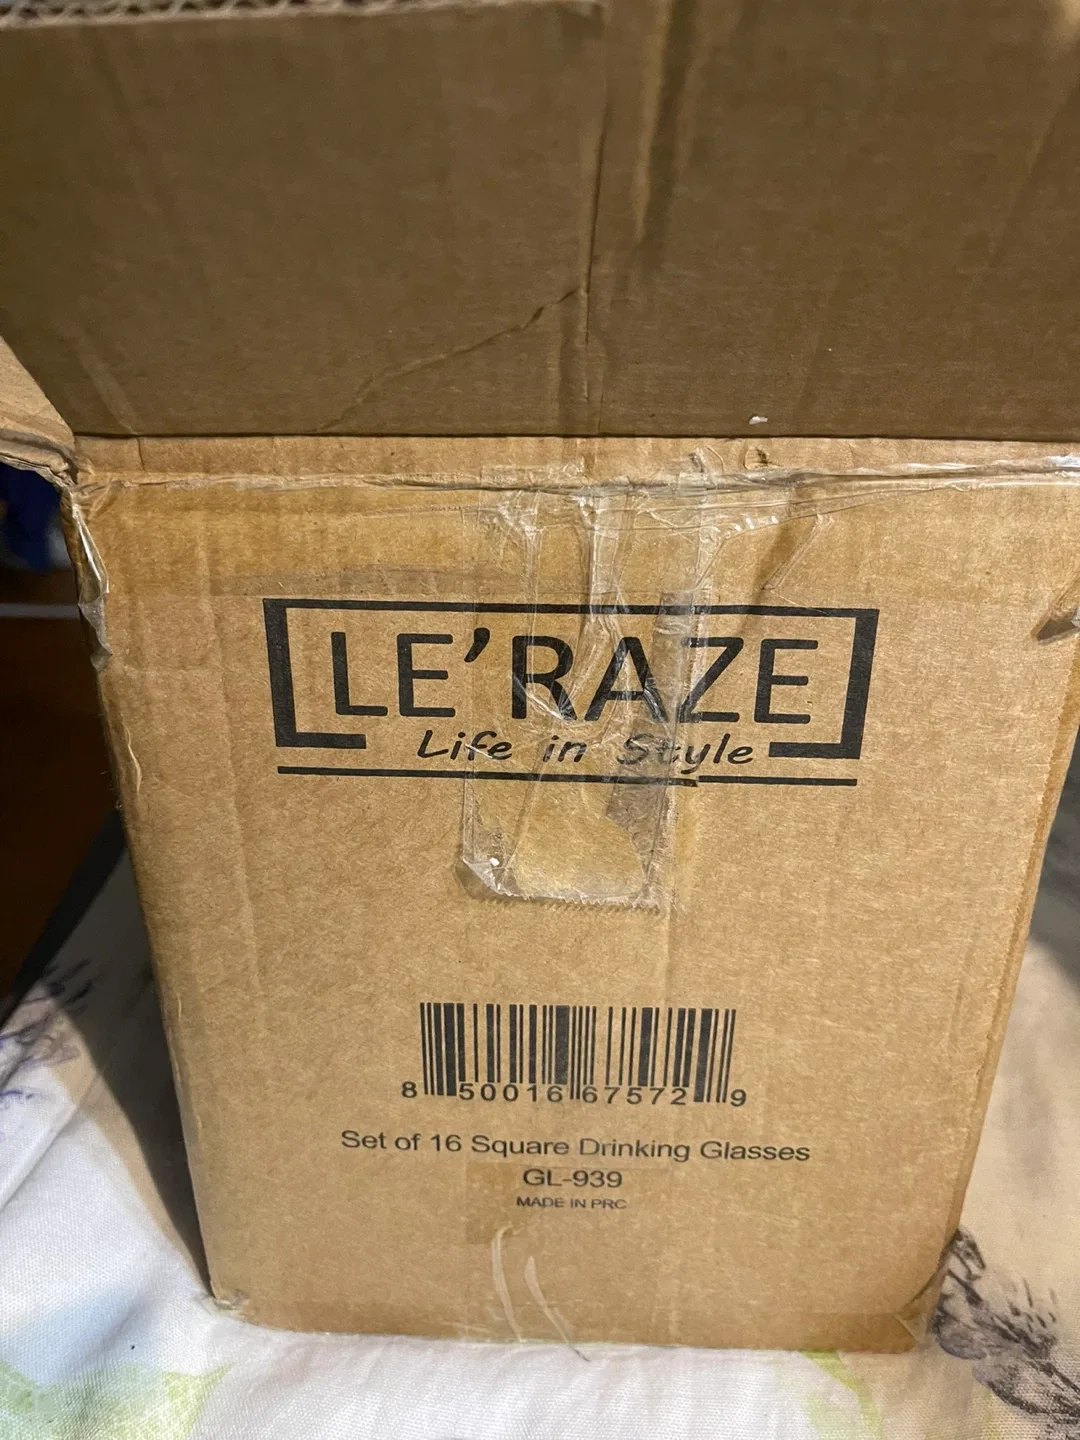 LE'RAZE
Life in Style
8 50016 67572 9
Set of 16 Square Drinking Glasses
GL-939
MADE IN PRC